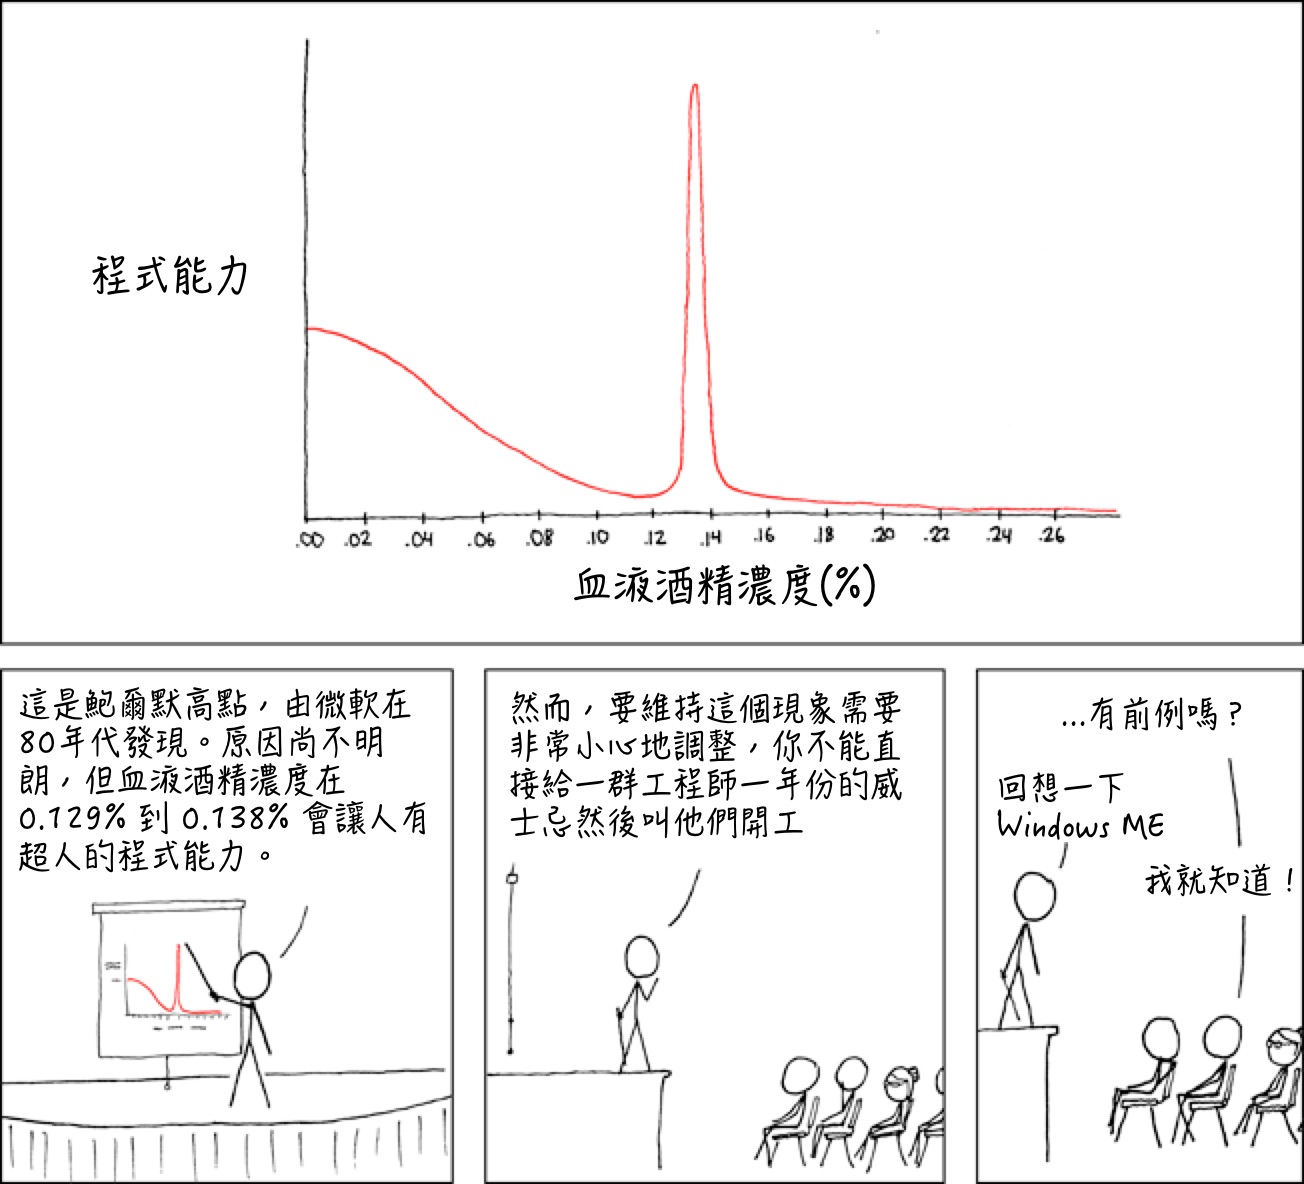 程式能力
.00 .02 .04 .06 .08 .10 .12 .14 .16 .18 .20 .22 .24 .26
血液酒精濃度(%)
這是鮑爾默高點，由微軟在
80年代發現。原因尚不明
朗，但血液酒精濃度在
0.129% 到 0.138% 會讓人有
超人的程式能力。
然而，要維持這個現象需要
非常小心地調整，你不能直
接給一群工程師一年份的威
士忌然後叫他們開工
...有前例嗎？
回想一下
Windows ME
我就知道！